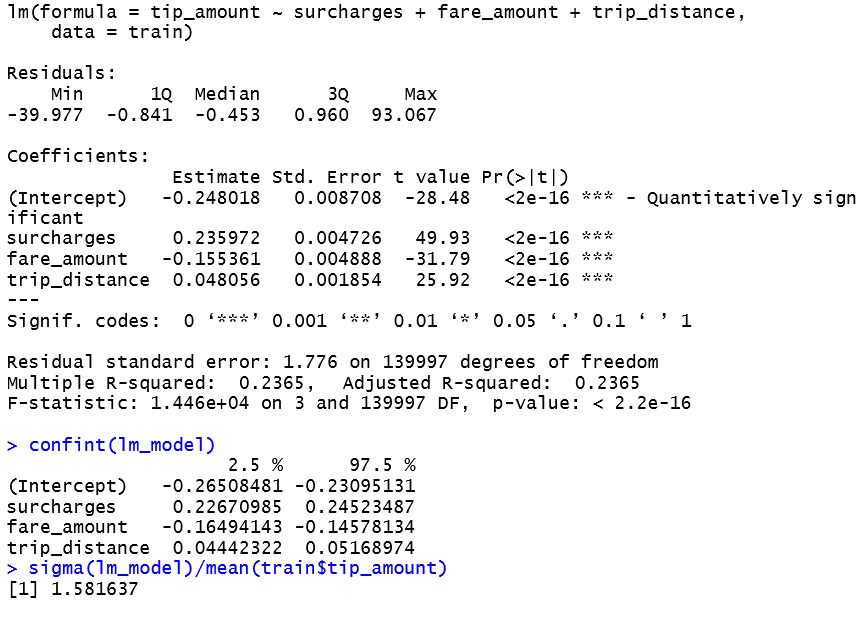 lm(formula = tip_amount ~ surcharges + fare_amount + trip_distance,
    data = train)
Residuals:
    Min      1Q  Median      3Q     Max
-39.977  -0.841  -0.453   0.960  93.067
Coefficients:
               Estimate Std. Error t value Pr(>|t|)
(Intercept)   -0.248018   0.008708  -28.48   <2e-16 *** - Quantitatively sign
ificant
surcharges     0.235972   0.004726   49.93   <2e-16 ***
fare_amount   -0.155361   0.004888  -31.79   <2e-16 ***
trip_distance  0.048056   0.001854   25.92   <2e-16 ***
---
Signif. codes:  0 ‘***’ 0.001 ‘**’ 0.01 ‘*’ 0.05 ‘.’ 0.1 ‘ ’ 1
Residual standard error: 1.776 on 139997 degrees of freedom
Multiple R-squared:  0.2365,	Adjusted R-squared:  0.2365
F-statistic: 1.446e+04 on 3 and 139997 DF,  p-value: < 2.2e-16
> confint(lm_model)
                    2.5 %      97.5 %
(Intercept)   -0.26508481 -0.23095131
surcharges     0.22670985  0.24523487
fare_amount   -0.16494143 -0.14578134
trip_distance  0.04442322  0.05168974
> sigma(lm_model)/mean(train$tip_amount)
[1] 1.581637